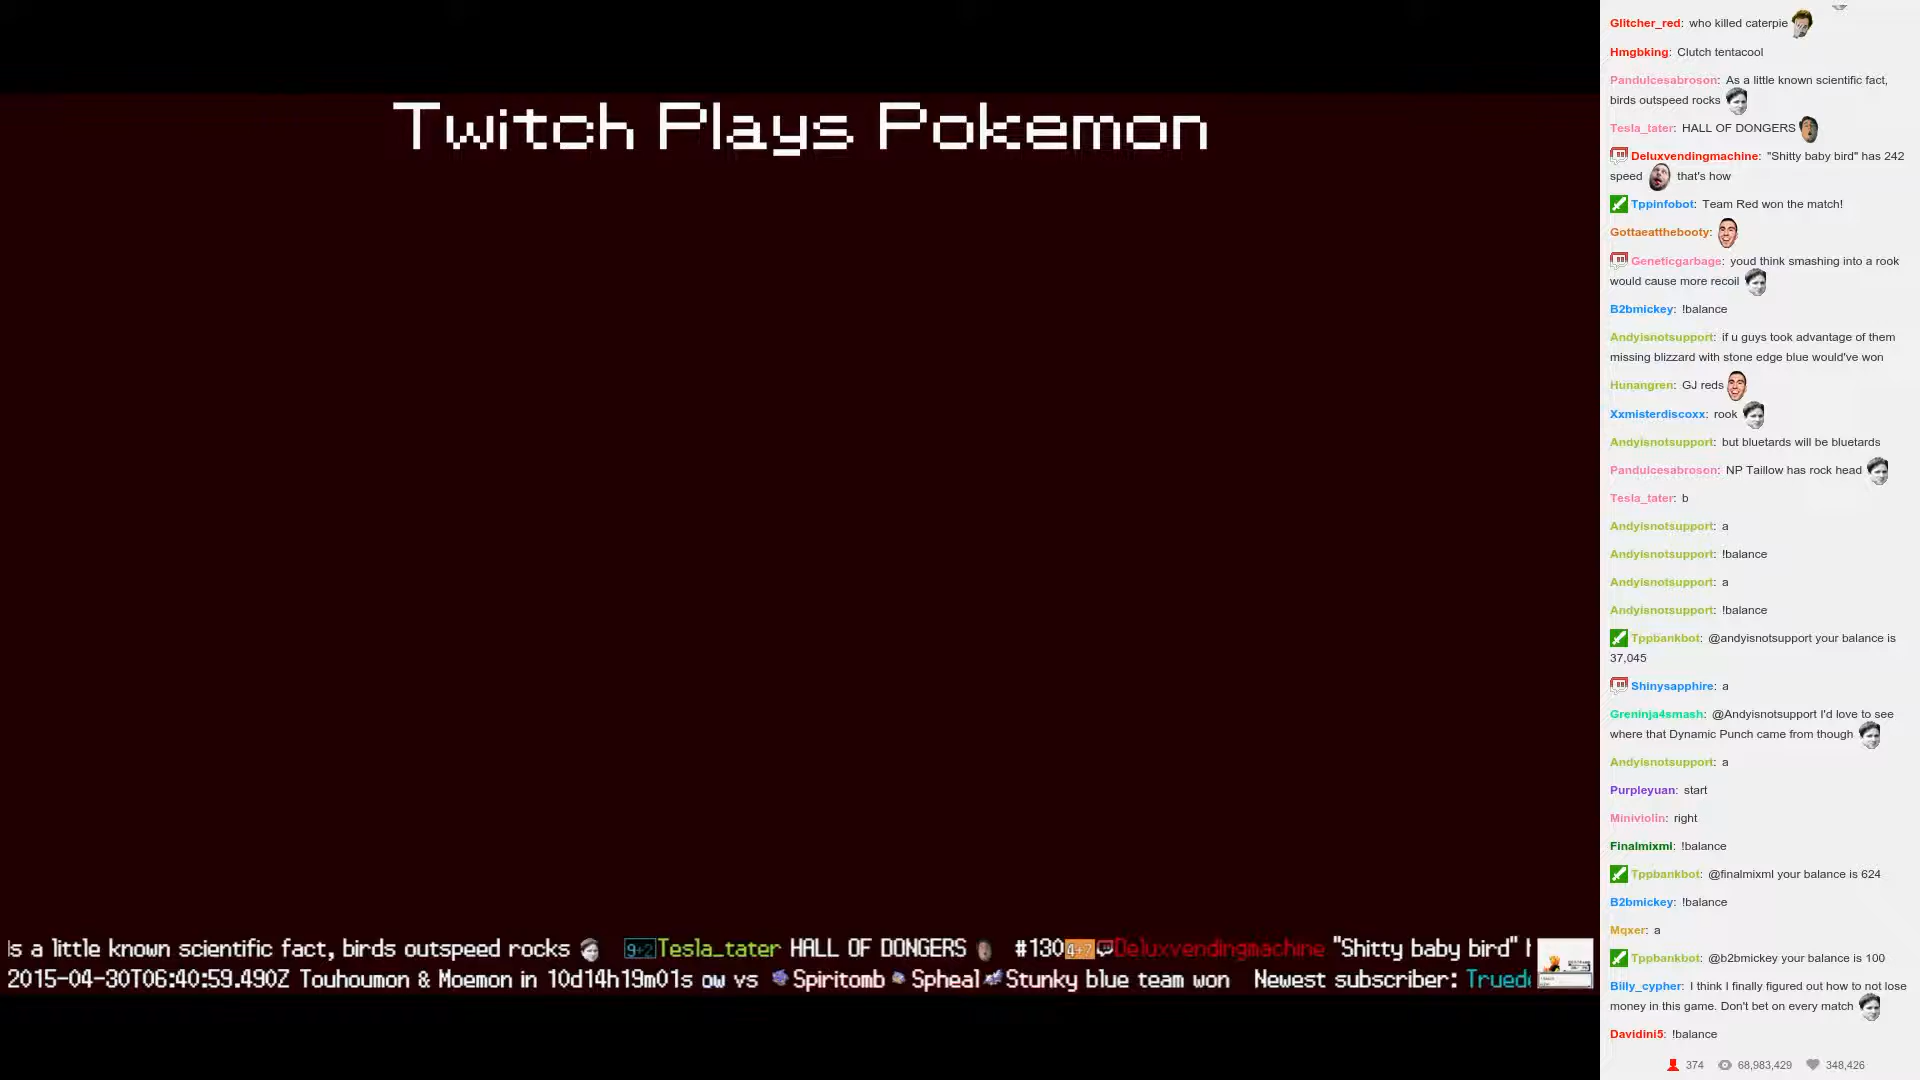 Twitch Plays Pokemon
is a little known scientific fact, birds outspeed rocks 9+2 Tesla_tater HALL OF DONGERS #130 4+7 Deluxvendingmachine "Shitty baby bird"
2015-04-30T06:40:59.490Z Touhoumon & Moemon in 10d14h19m01s ow vs Spiritomb Spheal Stunky blue team won Newest subscriber: Trued
Glitcher_red: who killed caterpie
Hmgbking: Clutch tentacool
Pandulcesabroson: As a little known scientific fact,
birds outspeed rocks
Tesla_tater: HALL OF DONGERS
Deluxvendingmachine: "Shitty baby bird" has 242
speed that's how
Tppinfobot: Team Red won the match!
Gottaeatthebooty:
Geneticgarbage: youd think smashing into a rook
would cause more recoil
B2bmickey: !balance
Andyisnotsupport: if u guys took advantage of them
missing blizzard with stone edge blue would've won
Hunangren: GJ reds
Xxmisterdiscoxx: rook
Andyisnotsupport: but bluetards will be bluetards
Pandulcesabroson: NP Taillow has rock head
Tesla_tater: b
Andyisnotsupport: a
Andyisnotsupport: !balance
Andyisnotsupport: a
Andyisnotsupport: !balance
Tppbankbot: @andyisnotsupport your balance is
37,045
Shinysapphire: a
Greninja4smash: @Andyisnotsupport I'd love to see
where that Dynamic Punch came from though
Andyisnotsupport: a
Purpleyuan: start
Miniviolin: right
Finalmixml: !balance
Tppbankbot: @finalmixml your balance is 624
B2bmickey: !balance
Mqxer: a
Tppbankbot: @b2bmickey your balance is 100
Billy_cypher: I think I finally figured out how to not lose
money in this game. Don't bet on every match
Davidini5: !balance
374 68,983,429 348,426